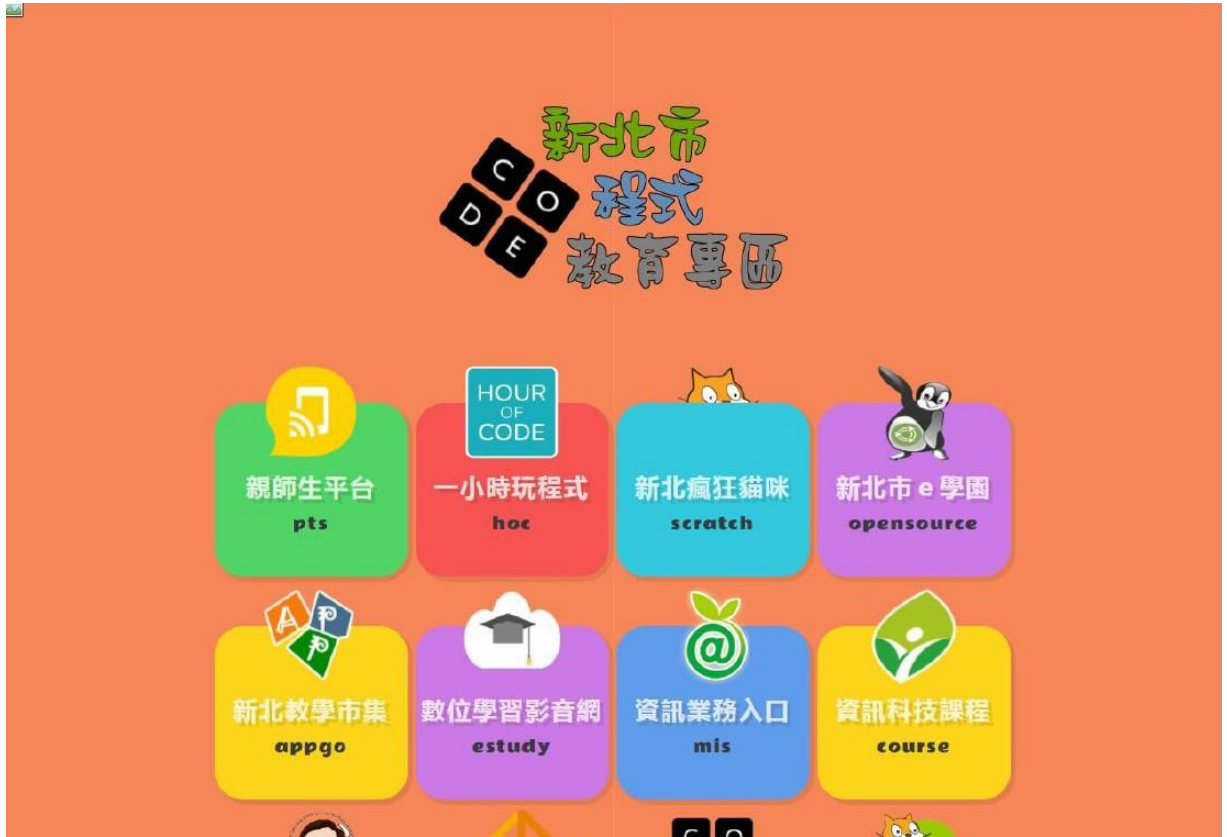 新北市
CODE
程式
教育專區
HOUR
OF
CODE
親師生平台
pts
一小時玩程式
hoc
新北瘋狂貓咪
scratch
新北市e學園
opensource
APP
新北教學市集
appgo
數位學習影音網
estudy
@
資訊業務入口
mis
資訊科技課程
course
C O